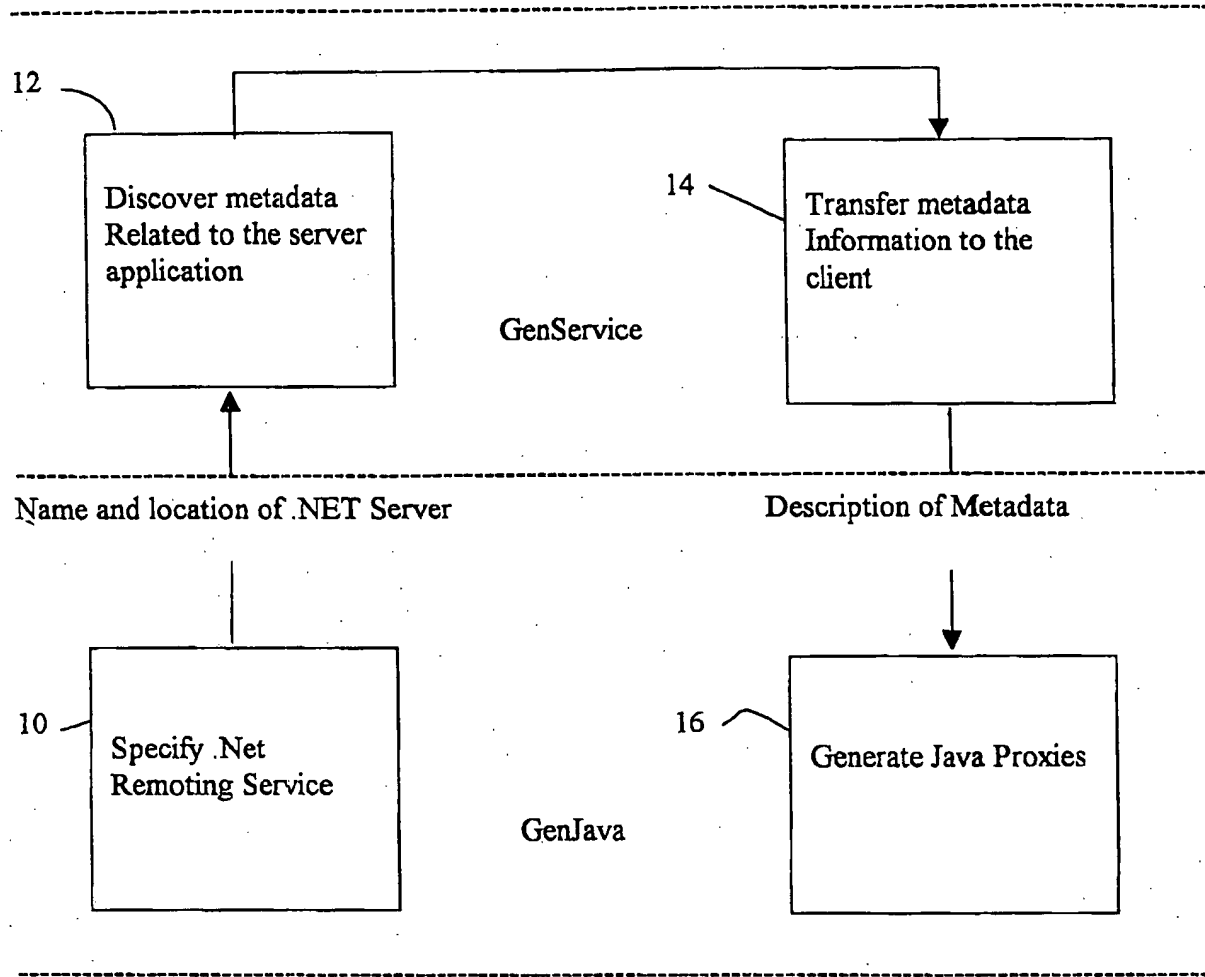 12
Discover metadata
Related to the server
application
14
Transfer metadata
Information to the
client
GenService
Name and location of .NET Server
Description of Metadata
10
Specify .Net
Remoting Service
16
Generate Java Proxies
GenJava